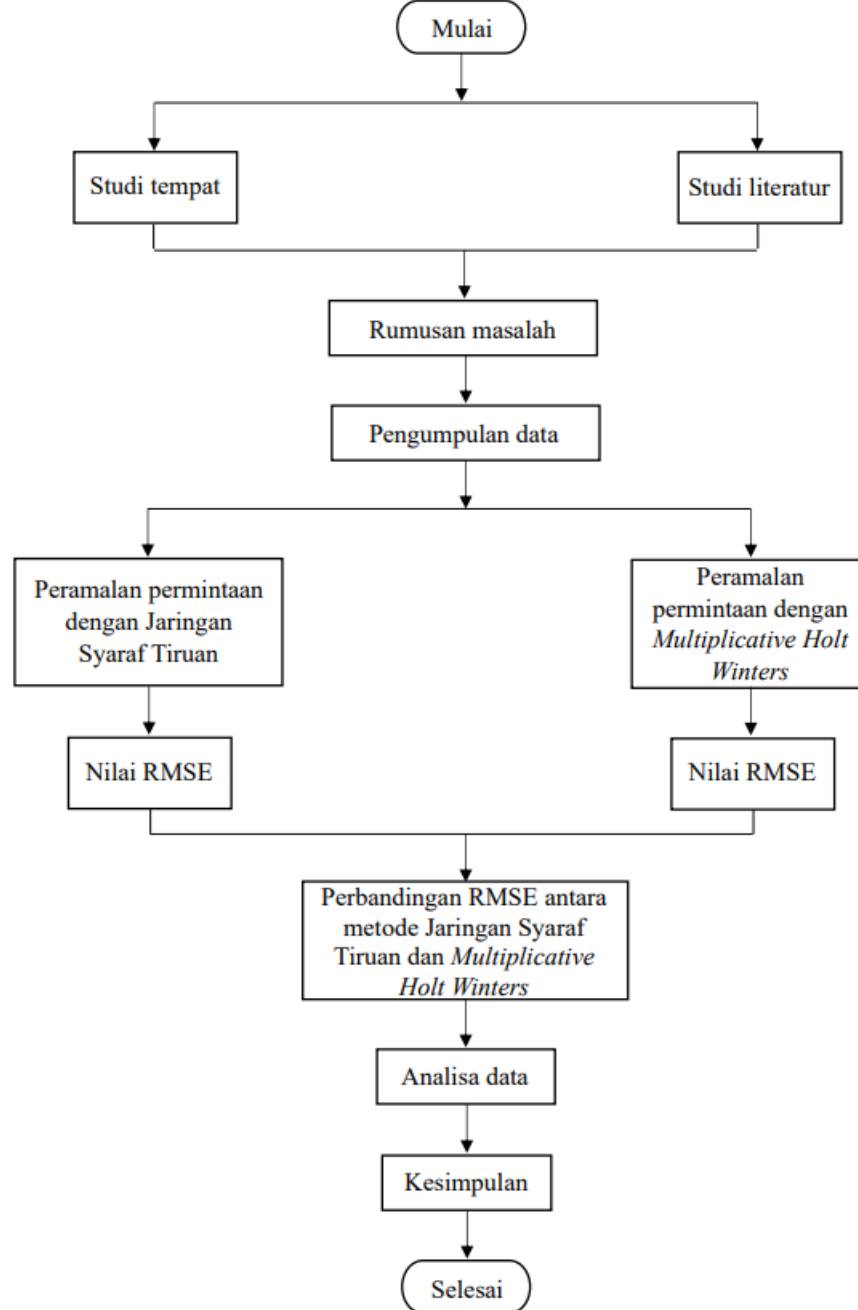 Mulai
Studi tempat
Studi literatur
Rumusan masalah
Pengumpulan data
Peramalan permintaan
dengan Jaringan
Syaraf Tiruan
Peramalan
permintaan dengan
Multiplicative Holt
Winters
Nilai RMSE
Nilai RMSE
Perbandingan RMSE antara
metode Jaringan Syaraf
Tiruan dan Multiplicative
Holt Winters
Analisa data
Kesimpulan
Selesai